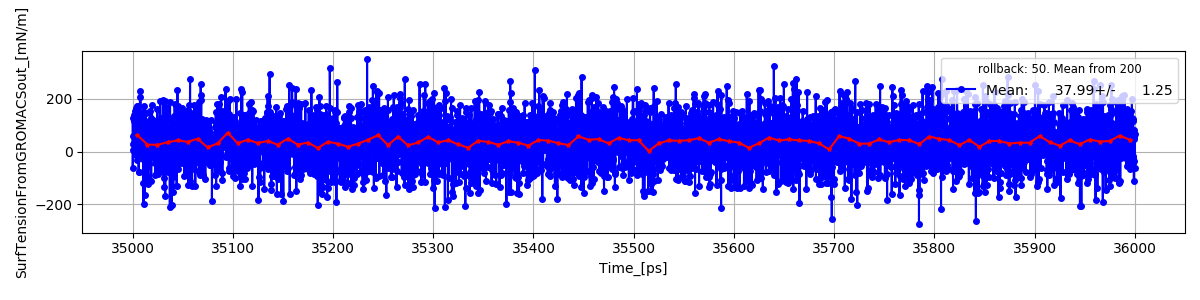 SurfTensionFromGROMACSout_[mN/m]
200
0
−200
rollback: 50. Mean from 200
Mean: 37.99+/- 1.25
35000 35100 35200 35300 35400 35500 35600 35700 35800 35900 36000
Time_[ps]